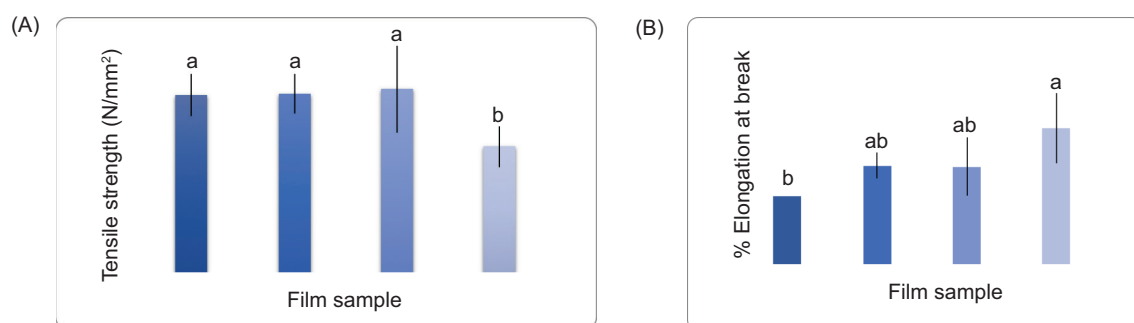 (A)
Tensile strength (N/mm²)
a
a
a
b
Film sample
(B)
% Elongation at break
b
ab
ab
a
Film sample